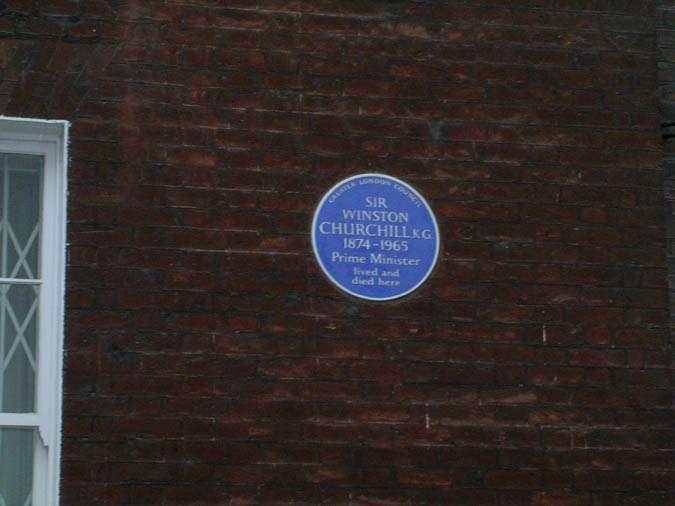 GREATER LONDON COUNCIL
SIR
WINSTON
CHURCHILL,K.G.
1874-1965
Prime Minister
lived and
died here